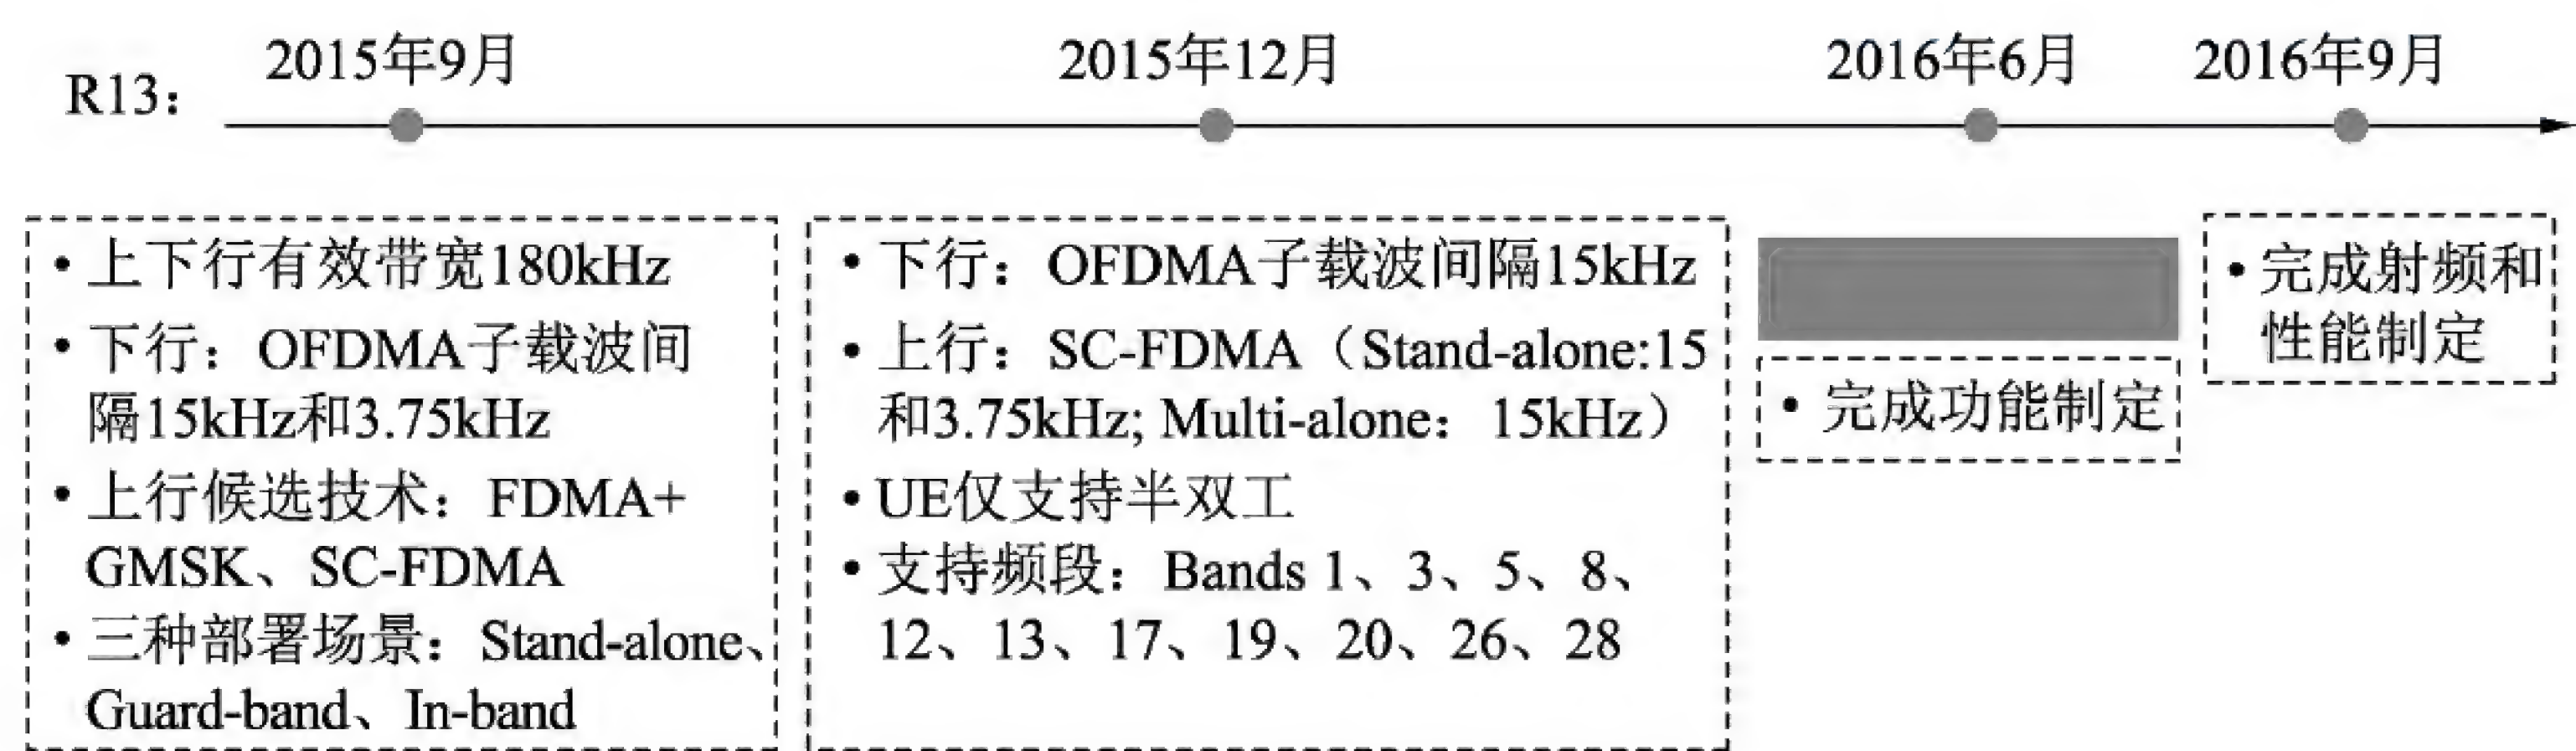 R13：
2015年9月
2015年12月
2016年6月
2016年9月
• 上下行有效带宽180kHz
• 下行：OFDMA子载波间
隔15kHz和3.75kHz
• 上行候选技术：FDMA+
GMSK、SC-FDMA
• 三种部署场景：Stand-alone、
Guard-band、In-band
• 下行：OFDMA子载波间隔15kHz
• 上行：SC-FDMA（Stand-alone:15
和3.75kHz; Multi-alone：15kHz）
• UE仅支持半双工
• 支持频段：Bands 1、3、5、8、
12、13、17、19、20、26、28
• 完成功能制定
• 完成射频和
性能制定